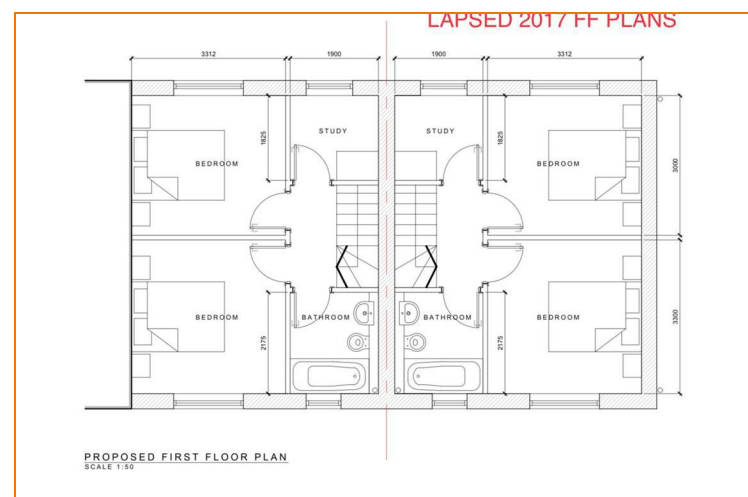 LAPSED 2017 FF PLANS
3312
1900
1900
3312
STUDY
STUDY
1825
1825
3000
BEDROOM
BEDROOM
BEDROOM
BATHROOM
BATHROOM
BEDROOM
2175
2175
3300
PROPOSED FIRST FLOOR PLAN
SCALE 1:50